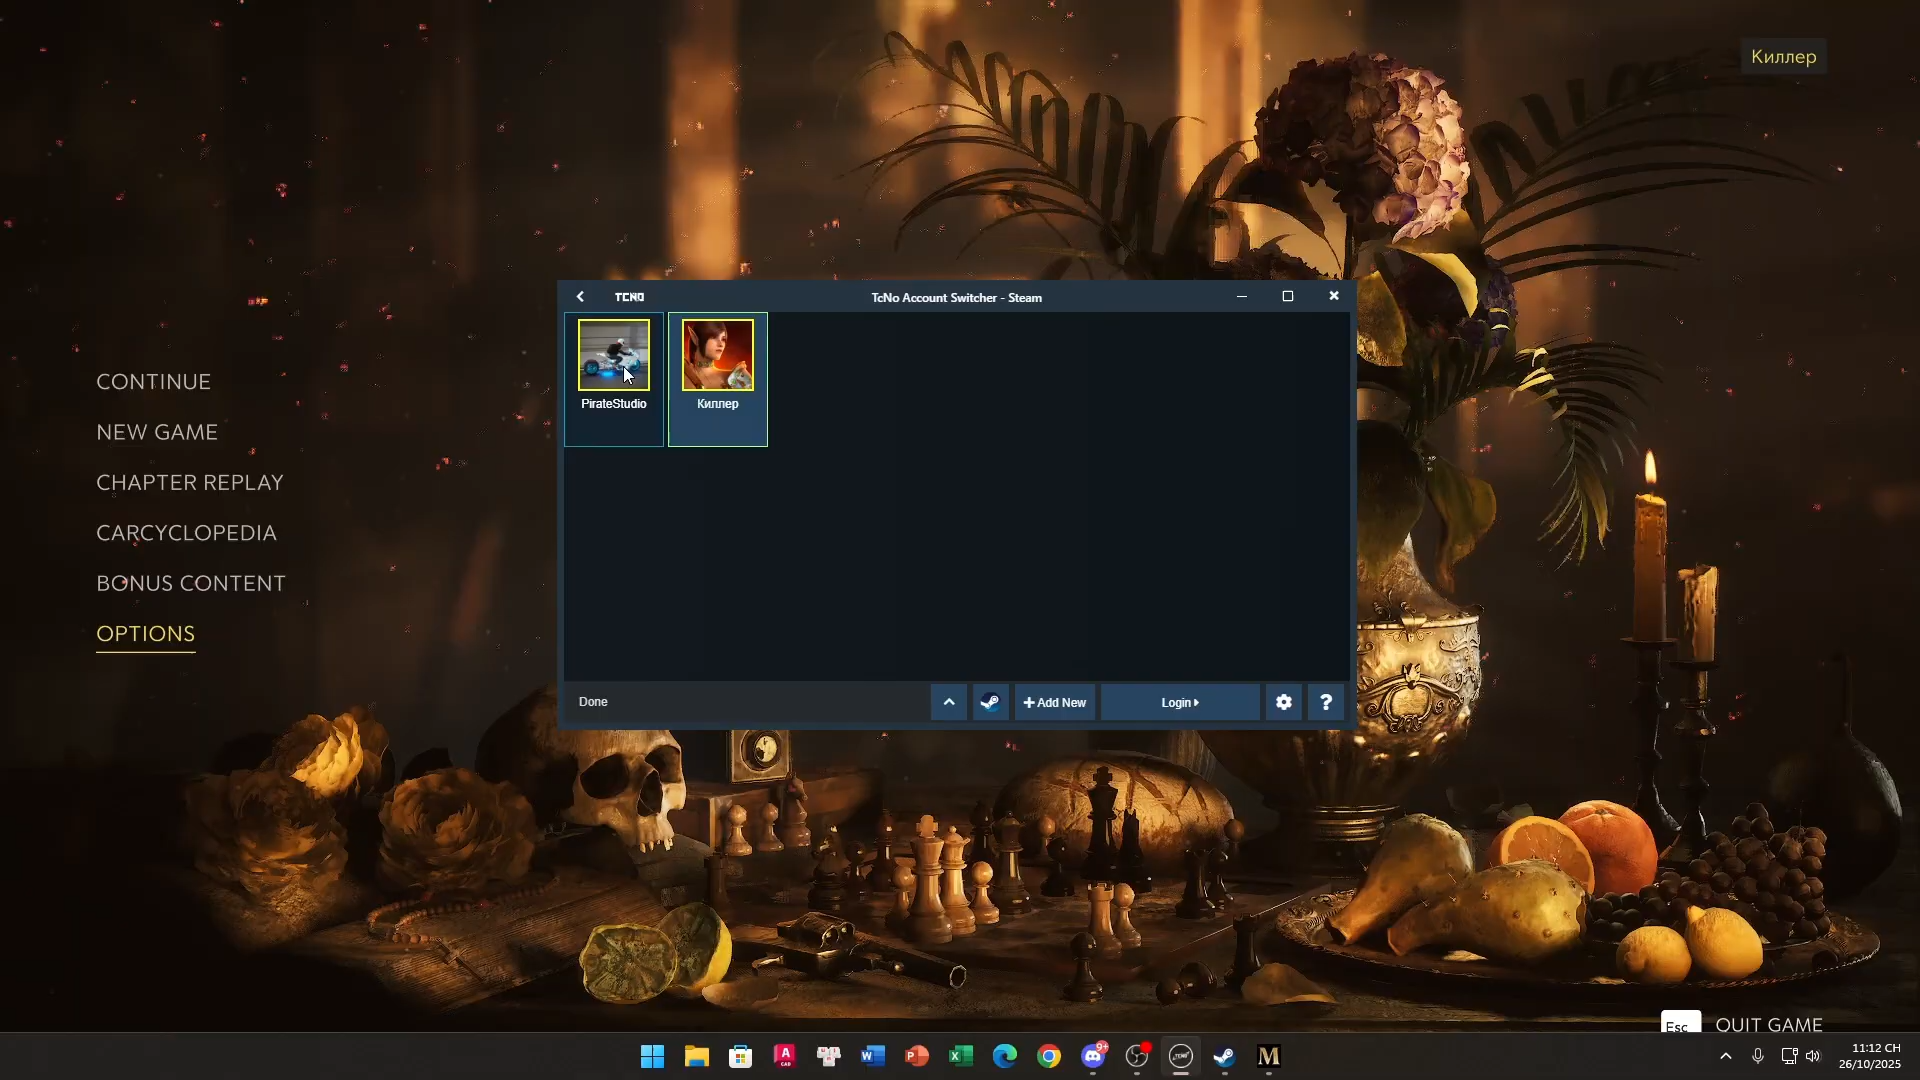 Киллер
TCNO
TcNo Account Switcher - Steam
PirateStudio
Киллер
CONTINUE
NEW GAME
CHAPTER REPLAY
CARCYCLOPEDIA
BONUS CONTENT
OPTIONS
Done
+ Add New
Login
?
Esc
QUIT GAME
9+
11:12 CH
26/10/2025